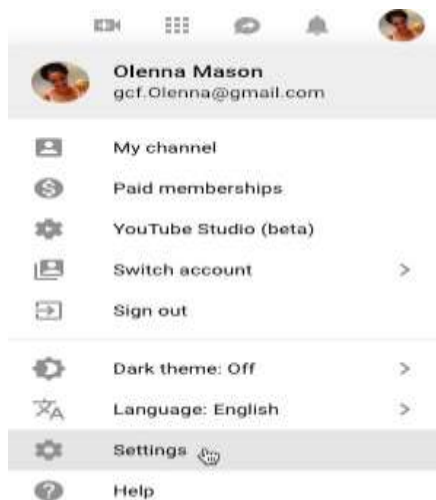 Olenna Mason
gcf.Olenna@gmail.com
My channel
Paid memberships
YouTube Studio (beta)
Switch account
Sign out
Dark theme: Off
Language: English
Settings
Help